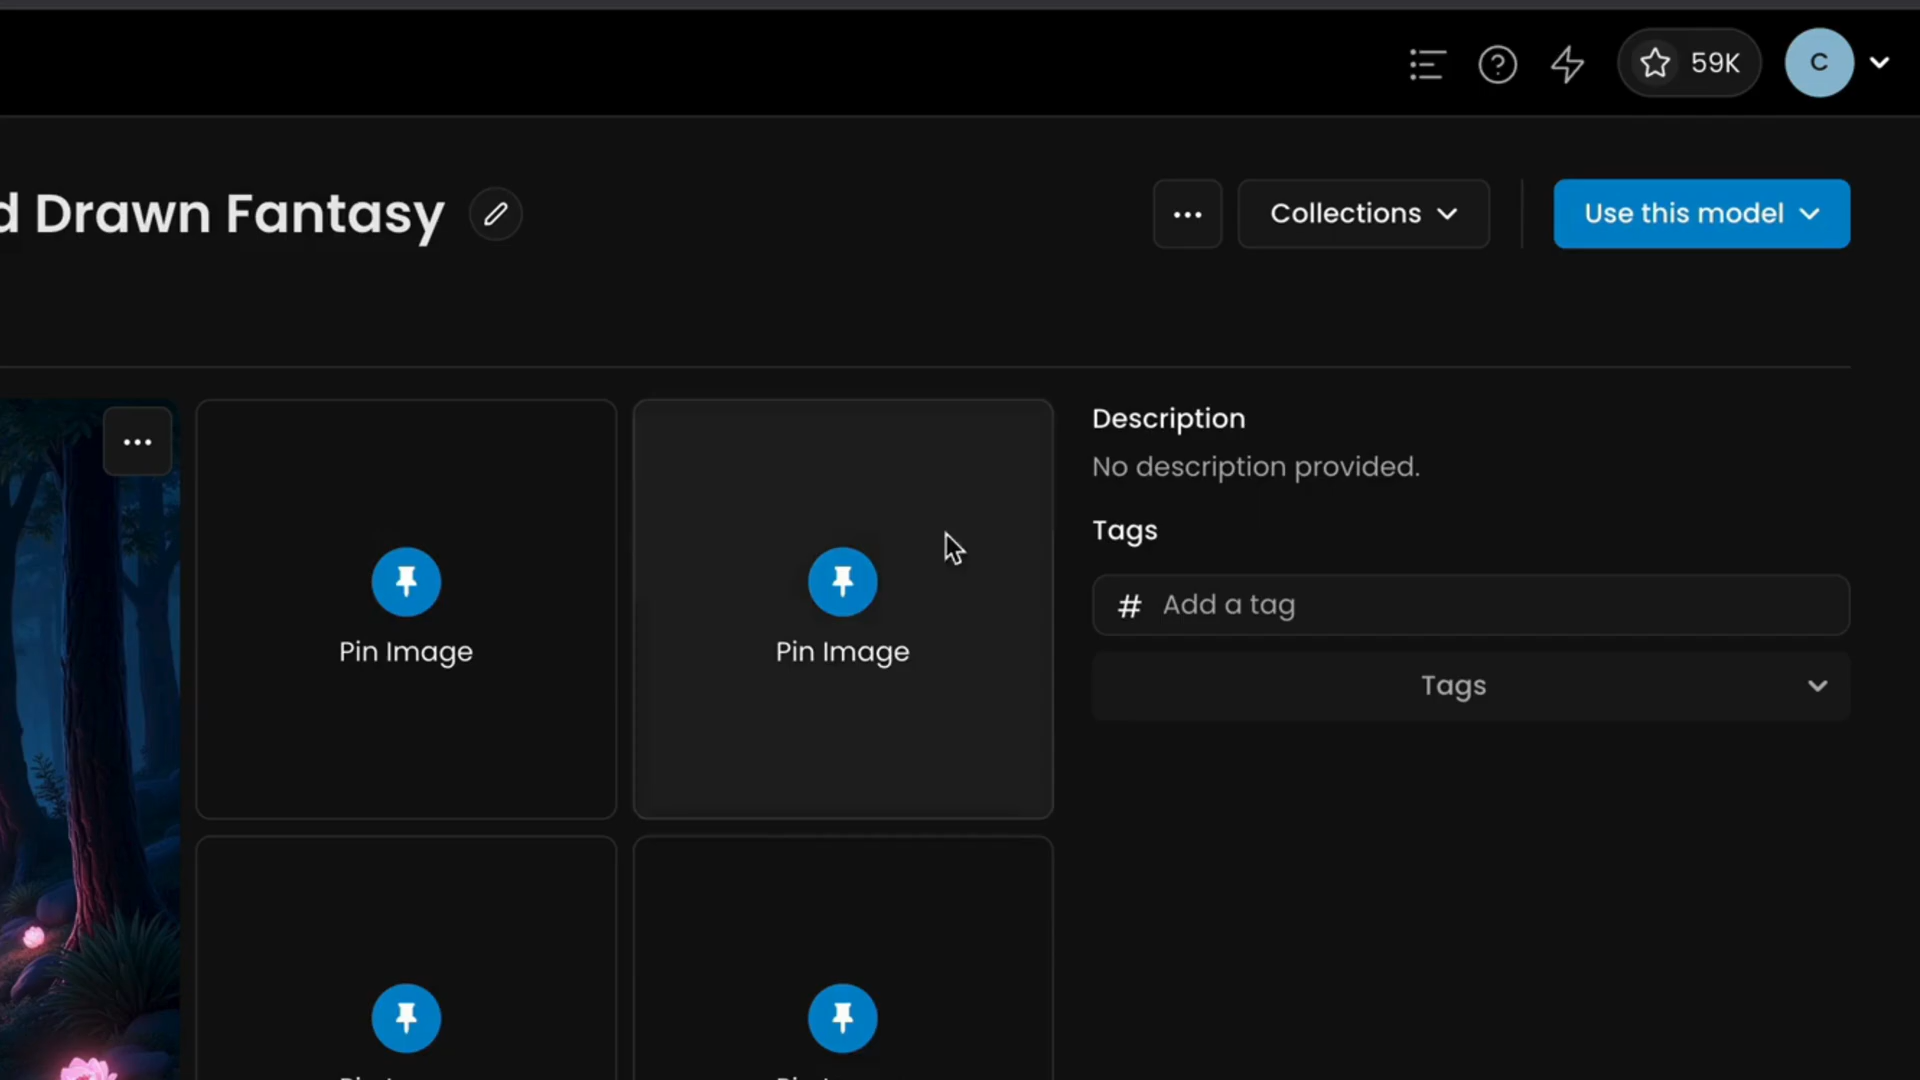 59K
C
d Drawn Fantasy
Collections
Use this model
Description
No description provided.
Pin Image
Pin Image
Tags
# Add a tag
Tags